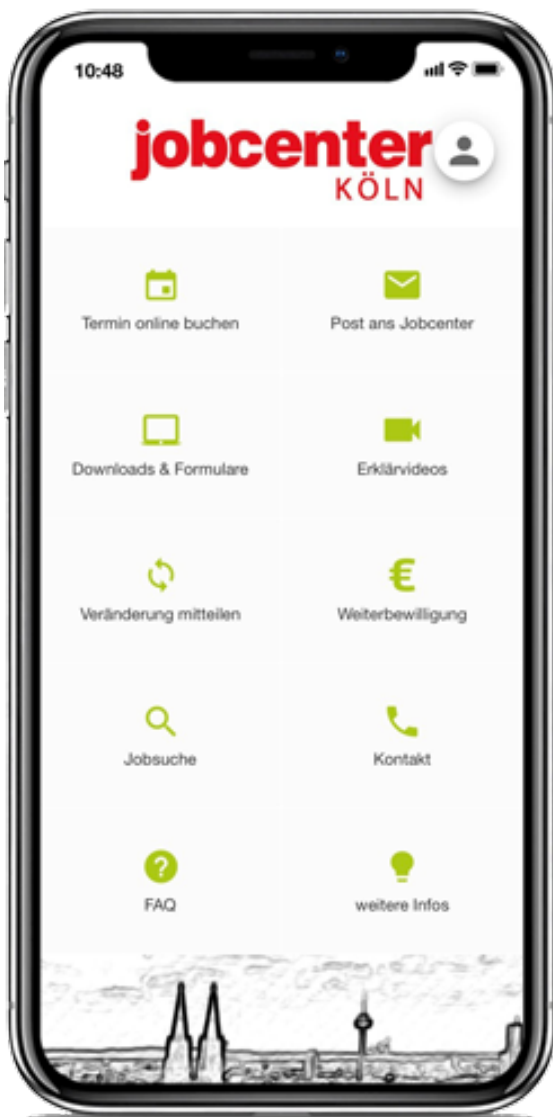 10:48
jobcenter
KÖLN
Termin online buchen
Post ans Jobcenter
Downloads & Formulare
Erklärvideos
Veränderung mitteilen
Weiterbewilligung
Jobsuche
Kontakt
FAQ
weitere Infos